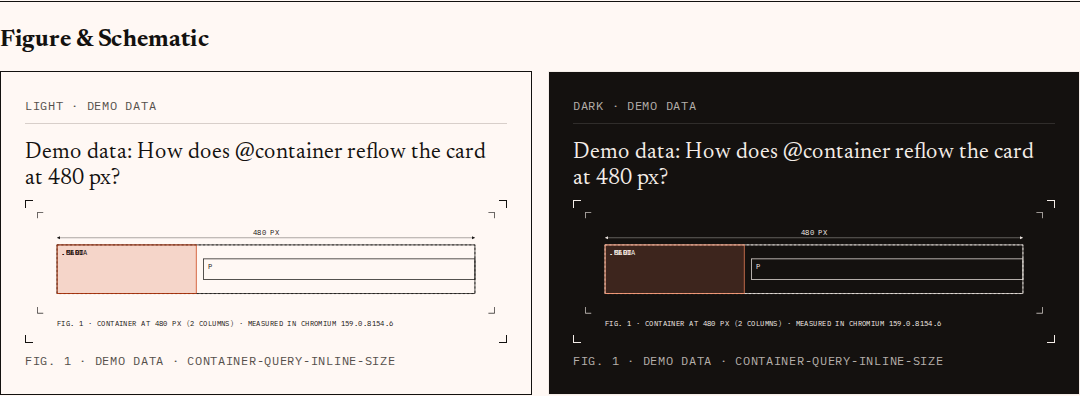 Figure & Schematic
LIGHT · DEMO DATA
Demo data: How does @container reflow the card
at 480 px?
480 PX
P
FIG. 1 · CONTAINER AT 480 PX (2 COLUMNS) · MEASURED IN CHROMIUM 159.0.8154.6
FIG. 1 · DEMO DATA · CONTAINER-QUERY-INLINE-SIZE
DARK · DEMO DATA
Demo data: How does @container reflow the card
at 480 px?
480 PX
P
FIG. 1 · CONTAINER AT 480 PX (2 COLUMNS) · MEASURED IN CHROMIUM 159.0.8154.6
FIG. 1 · DEMO DATA · CONTAINER-QUERY-INLINE-SIZE